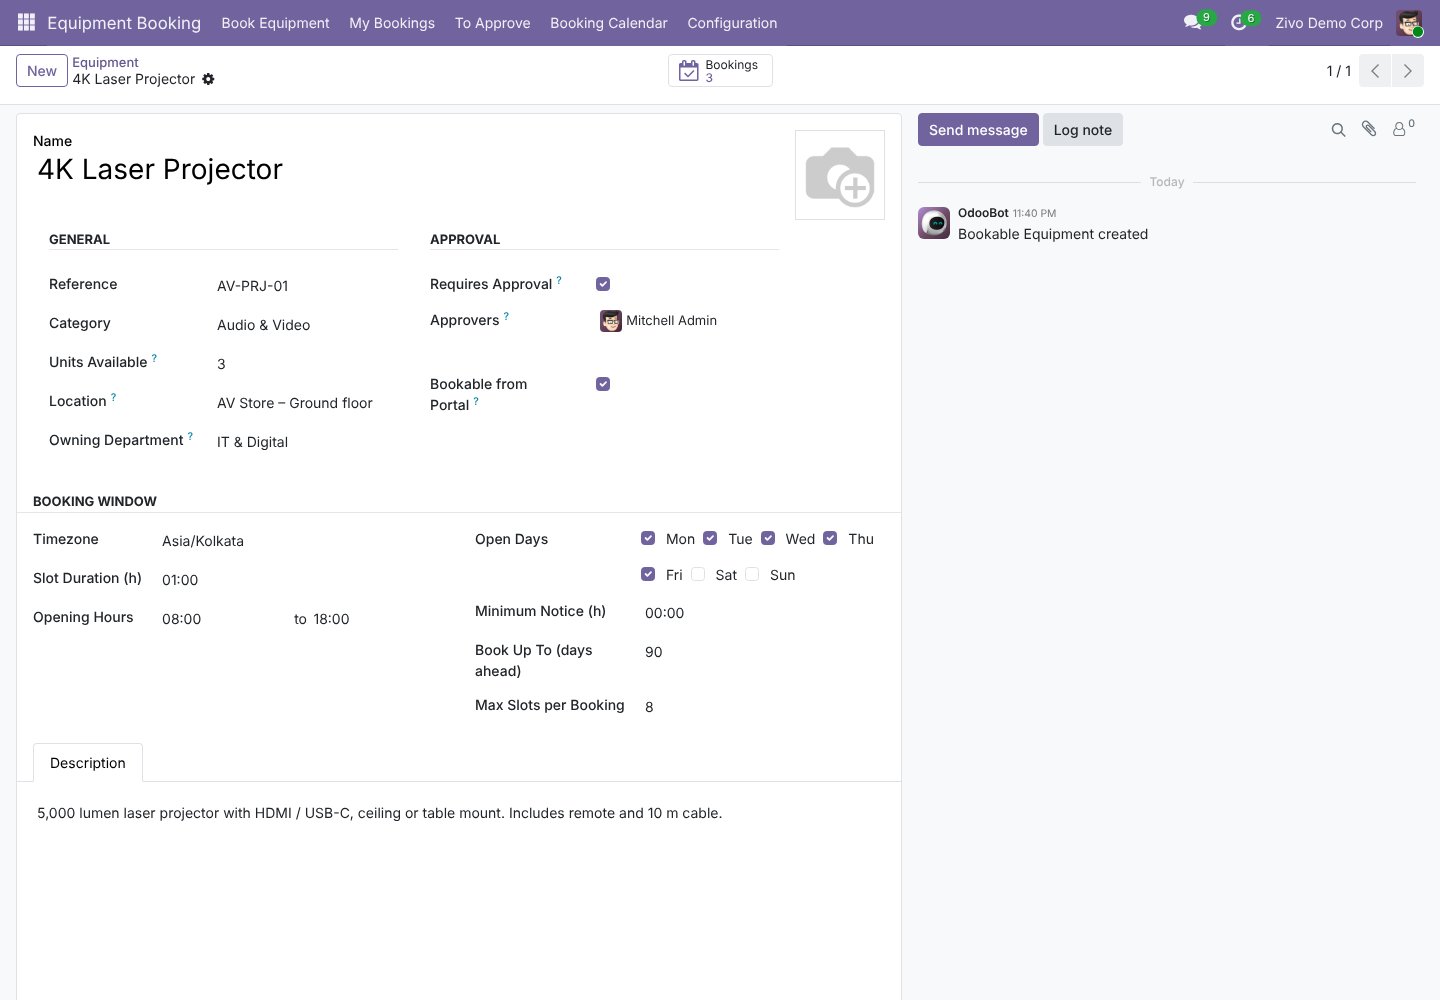 Equipment Booking Book Equipment My Bookings To Approve Booking Calendar Configuration 9 6 Zivo Demo Corp
New Equipment
4K Laser Projector
Bookings
3
1 / 1
Name
4K Laser Projector
GENERAL
Reference AV-PRJ-01
Category Audio & Video
Units Available ? 3
Location ? AV Store – Ground floor
Owning Department ? IT & Digital
APPROVAL
Requires Approval ?
Approvers ? Mitchell Admin
Bookable from
Portal ?
BOOKING WINDOW
Timezone Asia/Kolkata
Slot Duration (h) 01:00
Opening Hours 08:00 to 18:00
Open Days Mon Tue Wed Thu
Fri Sat Sun
Minimum Notice (h) 00:00
Book Up To (days
ahead) 90
Max Slots per Booking 8
Description
5,000 lumen laser projector with HDMI / USB-C, ceiling or table mount. Includes remote and 10 m cable.
Send message Log note 0
Today
OdooBot 11:40 PM
Bookable Equipment created